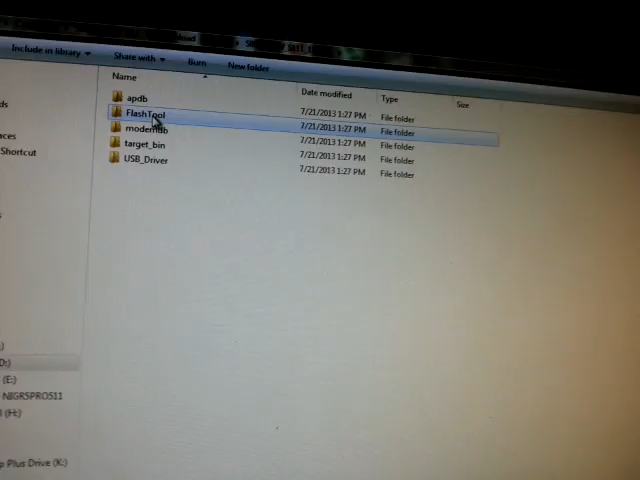 Include in library
Share with
Burn
New folder
Name
Date modified
Type
Size
apdb
7/21/2013 1:27 PM
File folder
FlashTool
7/21/2013 1:27 PM
File folder
modemdb
7/21/2013 1:27 PM
File folder
target_bin
7/21/2013 1:27 PM
File folder
USB_Driver
7/21/2013 1:27 PM
File folder
Shortcut
D:)
(E:)
NIGRSPRO511
(H:)
p Plus Drive (K:)